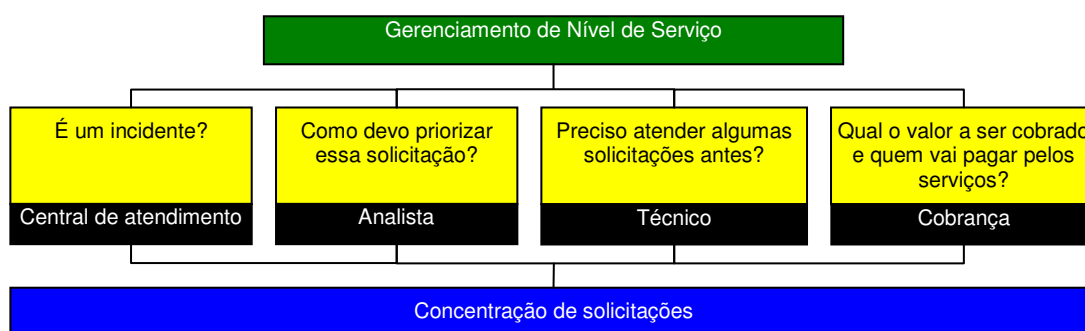 Gerenciamento de Nível de Serviço
É um incidente?
Central de atendimento
Como devo priorizar
essa solicitação?
Analista
Preciso atender algumas
solicitações antes?
Técnico
Qual o valor a ser cobrado
e quem vai pagar pelos
serviços?
Cobrança
Concentração de solicitações